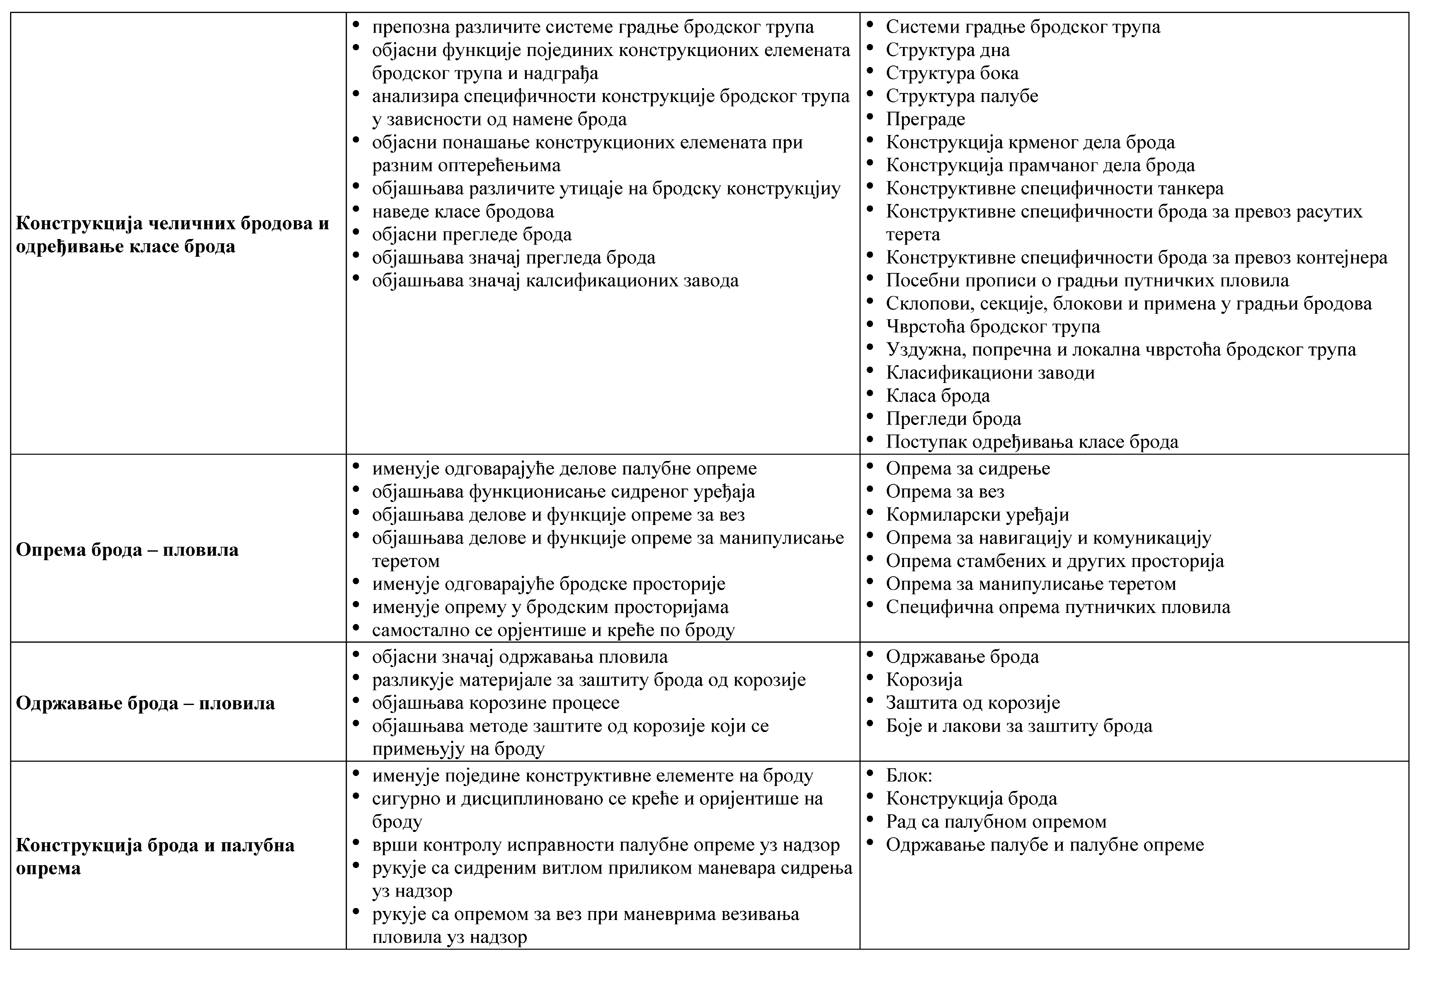 Конструкција челичних бродова и
одређивање класе брода
• препозна различите системе градње бродског трупа
• објасни функције појединих конструкционих елемената
бродског трупа и надграђа
• анализира специфичности конструкције бродског трупа
у зависности од намене брода
• објасни понашање конструкционих елемената при
разним оптерећењима
• објашњава различите утицаје на бродску конструкцјиу
• наведе класе бродова
• објасни прегледе брода
• објашњава значај прегледа брода
• објашњава значај калсификационих завода
• Системи градње бродског трупа
• Структура дна
• Структура бока
• Структура палубе
• Преграде
• Конструкција крменог дела брода
• Конструкција прамчаног дела брода
• Конструктивне специфичности танкера
• Конструктивне специфичности брода за превоз расутих
терета
• Конструктивне специфичности брода за превоз контејнера
• Посебни прописи о градњи путничких пловила
• Склопови, секције, блокови и примена у градњи бродова
• Чврстоћа бродског трупа
• Уздужна, попречна и локална чврстоћа бродског трупа
• Класификациони заводи
• Класа брода
• Прегледи брода
• Поступак одређивања класе брода
Опрема брода – пловила
• именује одговарајуће делове палубне опреме
• објашњава функционисање сидреног уређаја
• објашњава делове и функције опреме за вез
• објашњава делове и функције опреме за манипулисање
теретом
• именује одговарајуће бродске просторије
• именује опрему у бродским просторијама
• самостално се орјентише и креће по броду
• Опрема за сидрење
• Опрема за вез
• Кормиларски уређаји
• Опрема за навигацију и комуникацију
• Опрема стамбених и других просторија
• Опрема за манипулисање теретом
• Специфична опрема путничких пловила
Одржавање брода – пловила
• објасни значај одржавања пловила
• разликује материјале за заштиту брода од корозије
• објашњава корозине процесе
• објашњава методе заштите од корозије који се
примењују на броду
• Одржавање брода
• Корозија
• Заштита од корозије
• Боје и лакови за заштиту брода
Конструкција брода и палубна
опрема
• именује поједине конструктивне елементе на броду
• сигурно и дисциплиновано се креће и оријентише на
броду
• врши контролу исправности палубне опреме уз надзор
• рукује са сидреним витлом приликом маневара сидрења
уз надзор
• рукује са опремом за вез при маневрима везивања
пловила уз надзор
• Блок:
• Конструкција брода
• Рад са палубном опремом
• Одржавање палубе и палубне опреме